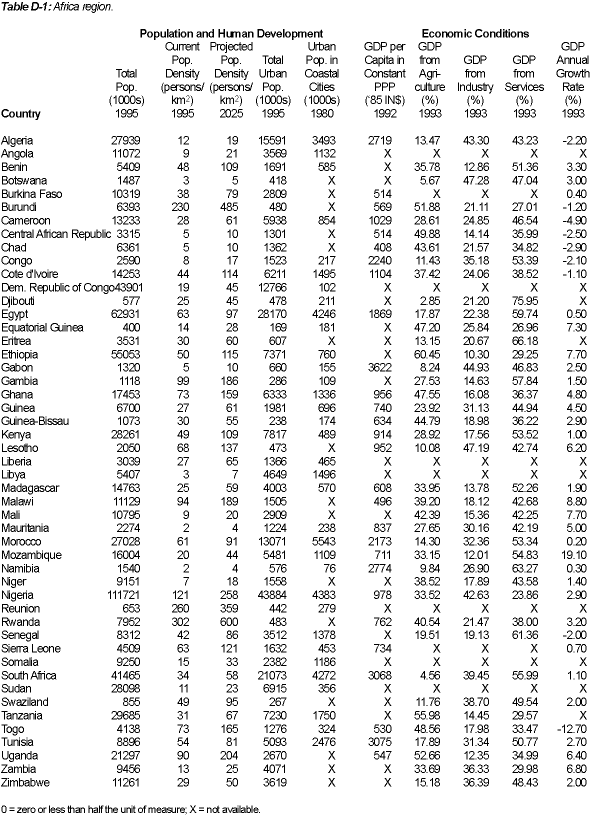 Table D-1: Africa region.
Population and Human Development Economic Conditions
Current Projected Urban GDP per GDP GDP
Pop. Pop. Total Pop. in Capita in from GDP GDP Annual
Total Density Density Urban Coastal Constant Agri- from from Growth
Pop. (persons/ (persons/ Pop. Cities PPP culture Industry Services Rate
(1000s) km2) km2) (1000s) (1000s) ('85 IN$) (%) (%) (%) (%)
Country 1995 1995 2025 1995 1980 1992 1993 1993 1993 1993
Algeria 27939 12 19 15591 3493 2719 13.47 43.30 43.23 -2.20
Angola 11072 9 21 3569 1132 X X X X X
Benin 5409 48 109 1691 585 X 35.78 12.86 51.36 3.30
Botswana 1487 3 5 418 X X 5.67 47.28 47.04 3.00
Burkina Faso 10319 38 79 2809 X 514 X X X 0.40
Burundi 6393 230 485 480 X 569 51.88 21.11 27.01 -1.20
Cameroon 13233 28 61 5938 854 1029 28.61 24.85 46.54 -4.90
Central African Republic 3315 5 10 1301 X 514 49.88 14.14 35.99 -2.50
Chad 6361 5 10 1362 X 408 43.61 21.57 34.82 -2.90
Congo 2590 8 17 1523 217 2240 11.43 35.18 53.39 -2.10
Cote d'Ivoire 14253 44 114 6211 1495 1104 37.42 24.06 38.52 -1.10
Dem. Republic of Congo43901 19 45 12766 102 X X X X X
Djibouti 577 25 45 478 211 X 2.85 21.20 75.95 X
Egypt 62931 63 97 28170 4246 1869 17.87 22.38 59.74 0.50
Equatorial Guinea 400 14 28 169 181 X 47.20 25.84 26.96 7.30
Eritrea 3531 30 60 607 X X 13.15 20.67 66.18 X
Ethiopia 55053 50 115 7371 760 X 60.45 10.30 29.25 7.70
Gabon 1320 5 10 660 155 3622 8.24 44.93 46.83 2.50
Gambia 1118 99 186 286 109 X 27.53 14.63 57.84 1.50
Ghana 17453 73 159 6333 1336 956 47.55 16.08 36.37 4.80
Guinea 6700 27 61 1981 696 740 23.92 31.13 44.94 4.50
Guinea-Bissau 1073 30 55 238 174 634 44.79 18.98 36.22 2.90
Kenya 28261 49 109 7817 489 914 28.92 17.56 53.52 1.00
Lesotho 2050 68 137 473 X 952 10.08 47.19 42.74 6.20
Liberia 3039 27 65 1366 465 X X X X X
Libya 5407 3 7 4649 1496 X X X X X
Madagascar 14763 25 59 4003 570 608 33.95 13.78 52.26 1.90
Malawi 11129 94 189 1505 X 496 39.20 18.12 42.68 8.80
Mali 10795 9 20 2909 X X 42.39 15.36 42.25 7.70
Mauritania 2274 2 4 1224 238 837 27.65 30.16 42.19 5.00
Morocco 27028 61 91 13071 5543 2173 14.30 32.36 53.34 0.20
Mozambique 16004 20 44 5481 1109 711 33.15 12.01 54.83 19.10
Namibia 1540 2 4 576 76 2774 9.84 26.90 63.27 0.30
Niger 9151 7 18 1558 X X 38.52 17.89 43.58 1.40
Nigeria 111721 121 258 43884 4383 978 33.52 42.63 23.86 2.90
Reunion 653 260 359 442 279 X X X X X
Rwanda 7952 302 600 483 X 762 40.54 21.47 38.00 3.20
Senegal 8312 42 86 3512 1378 X 19.51 19.13 61.36 -2.00
Sierra Leone 4509 63 121 1632 453 734 X X X 0.70
Somalia 9250 15 33 2382 1186 X X X X X
South Africa 41465 34 58 21073 4272 3068 4.56 39.45 55.99 1.10
Sudan 28098 11 23 6915 356 X X X X X
Swaziland 855 49 95 267 X X 11.76 38.70 49.54 2.00
Tanzania 29685 31 67 7230 1750 X 55.98 14.45 29.57 X
Togo 4138 73 165 1276 324 530 48.56 17.98 33.47 -12.70
Tunisia 8896 54 81 5093 2476 3075 17.89 31.34 50.77 2.70
Uganda 21297 90 204 2670 X 547 52.66 12.35 34.99 6.40
Zambia 9456 13 25 4071 X X 33.69 36.33 29.98 6.80
Zimbabwe 11261 29 50 3619 X X 15.18 36.39 48.43 2.00
0 = zero or less than half the unit of measure; X = not available.